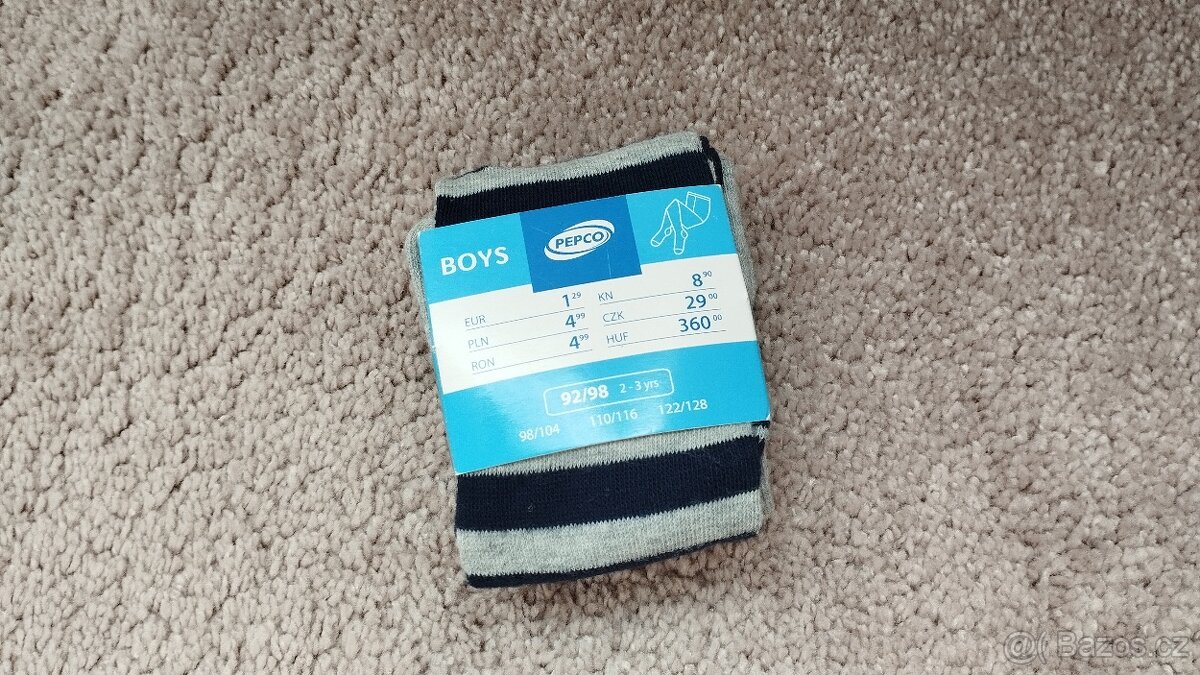 BOYS
PEPCO
EUR 1 29
PLN 4 99
RON 4 99
KN 8 90
CZK 29 00
HUF 360 00
92/98 2 - 3 yrs
98/104 110/116 122/128
@( Bazos.cz